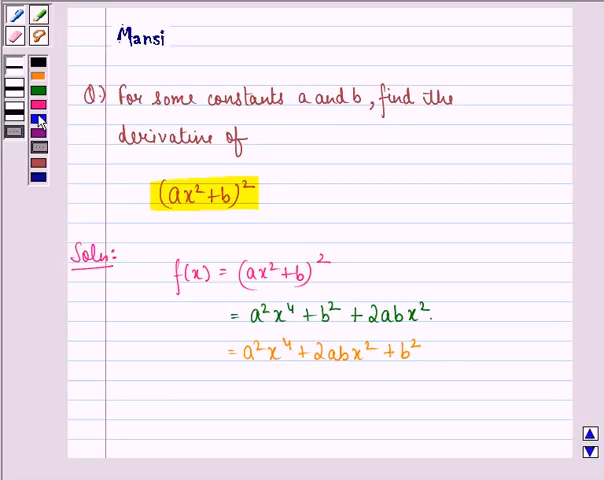 Mansi
Q.) For some constants a and b, find the
derivative of
(ax² + b)²
Soln:
f(x) = (ax² + b)²
= a²x⁴ + b² + 2abx².
= a²x⁴ + 2abx² + b²